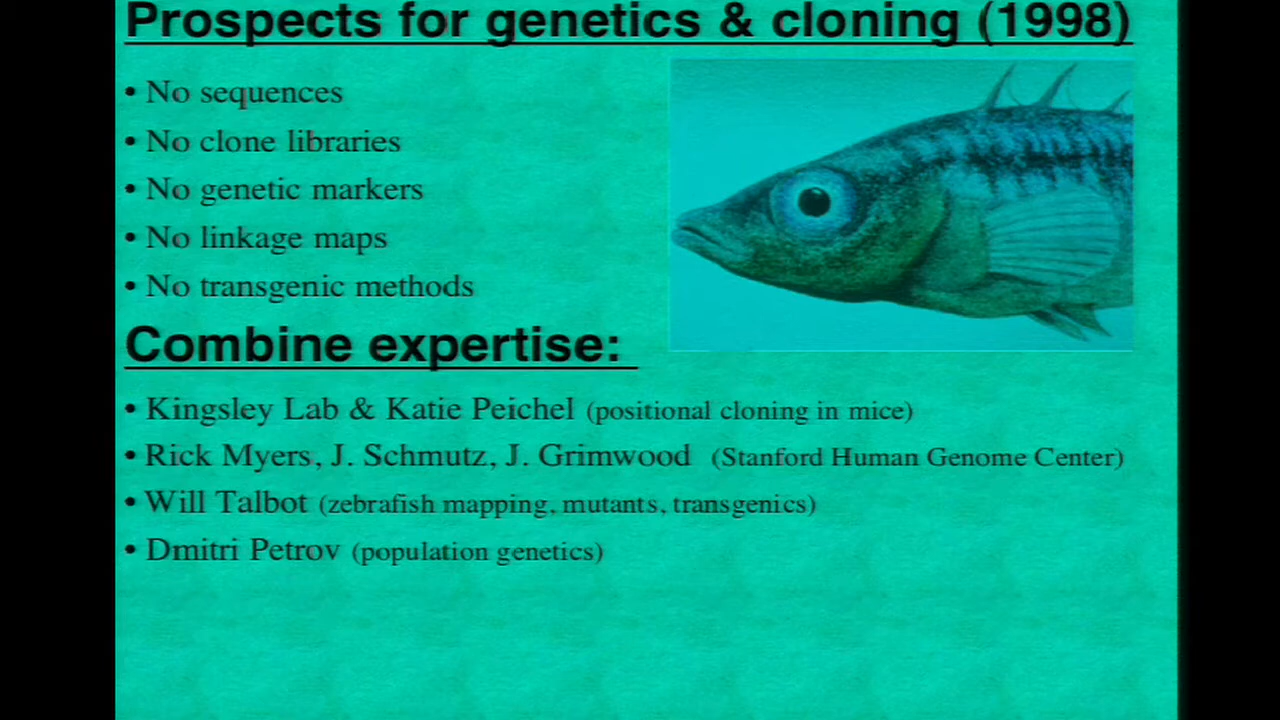 Prospects for genetics & cloning (1998)
• No sequences
• No clone libraries
• No genetic markers
• No linkage maps
• No transgenic methods
Combine expertise:
• Kingsley Lab & Katie Peichel (positional cloning in mice)
• Rick Myers, J. Schmutz, J. Grimwood (Stanford Human Genome Center)
• Will Talbot (zebrafish mapping, mutants, transgenics)
• Dmitri Petrov (population genetics)